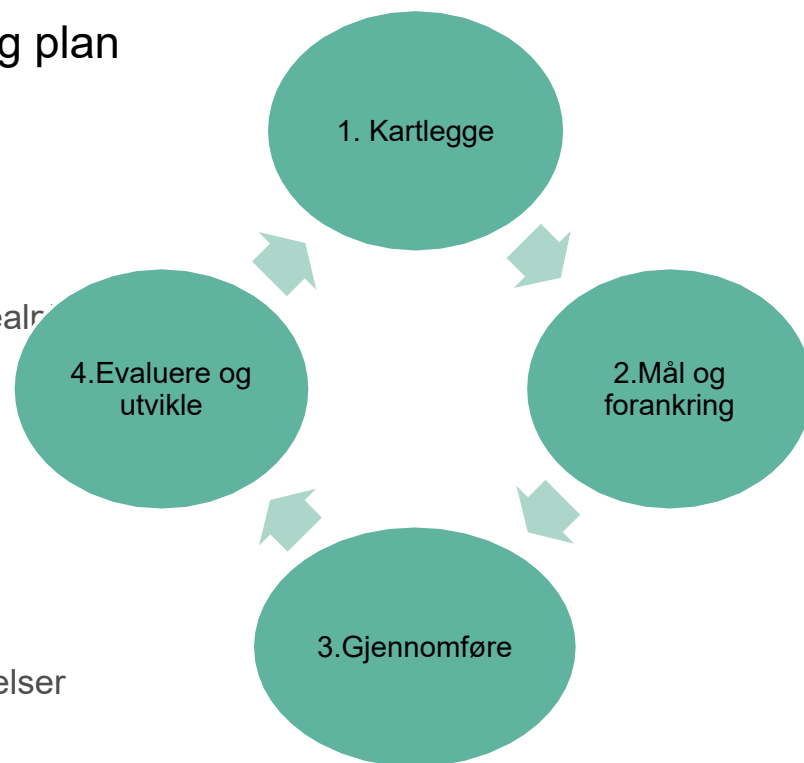 g plan
1. Kartlegge
4.Evaluere og
utvikle
2.Mål og
forankring
3.Gjennomføre
elser